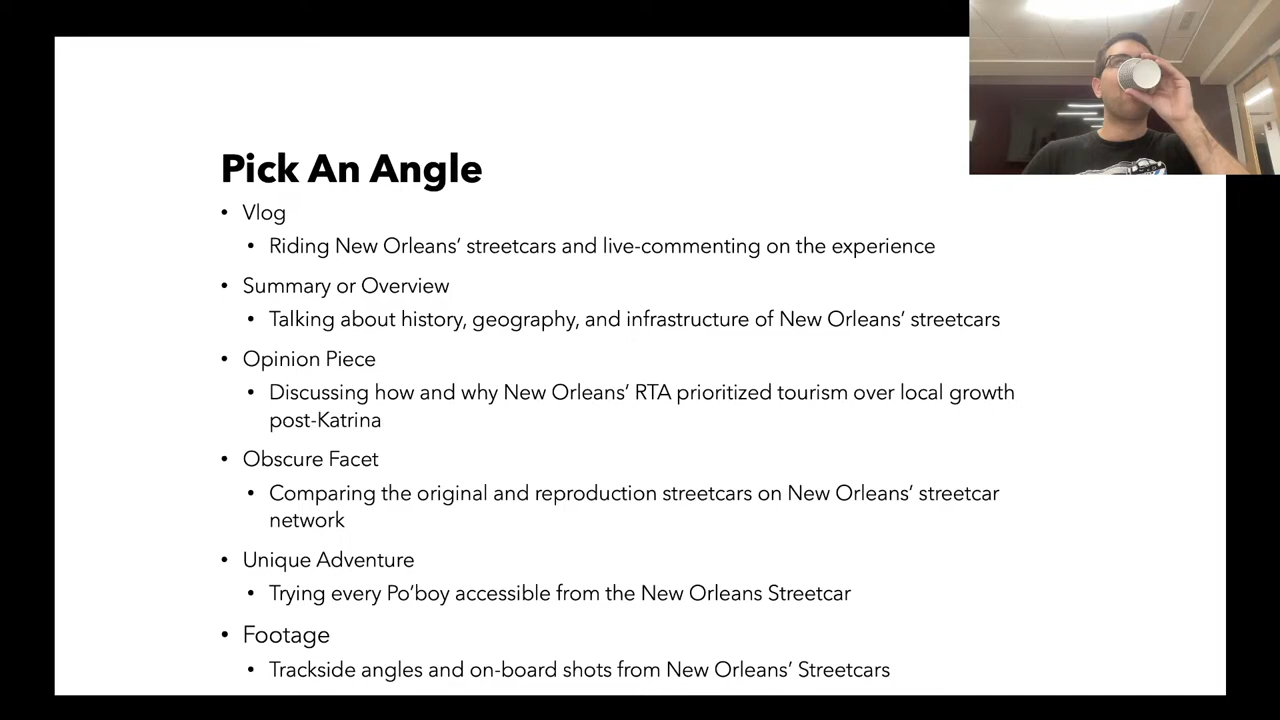 Pick An Angle
• Vlog
• Riding New Orleans’ streetcars and live-commenting on the experience
• Summary or Overview
• Talking about history, geography, and infrastructure of New Orleans’ streetcars
• Opinion Piece
• Discussing how and why New Orleans’ RTA prioritized tourism over local growth
post-Katrina
• Obscure Facet
• Comparing the original and reproduction streetcars on New Orleans’ streetcar
network
• Unique Adventure
• Trying every Po’boy accessible from the New Orleans Streetcar
• Footage
• Trackside angles and on-board shots from New Orleans’ Streetcars